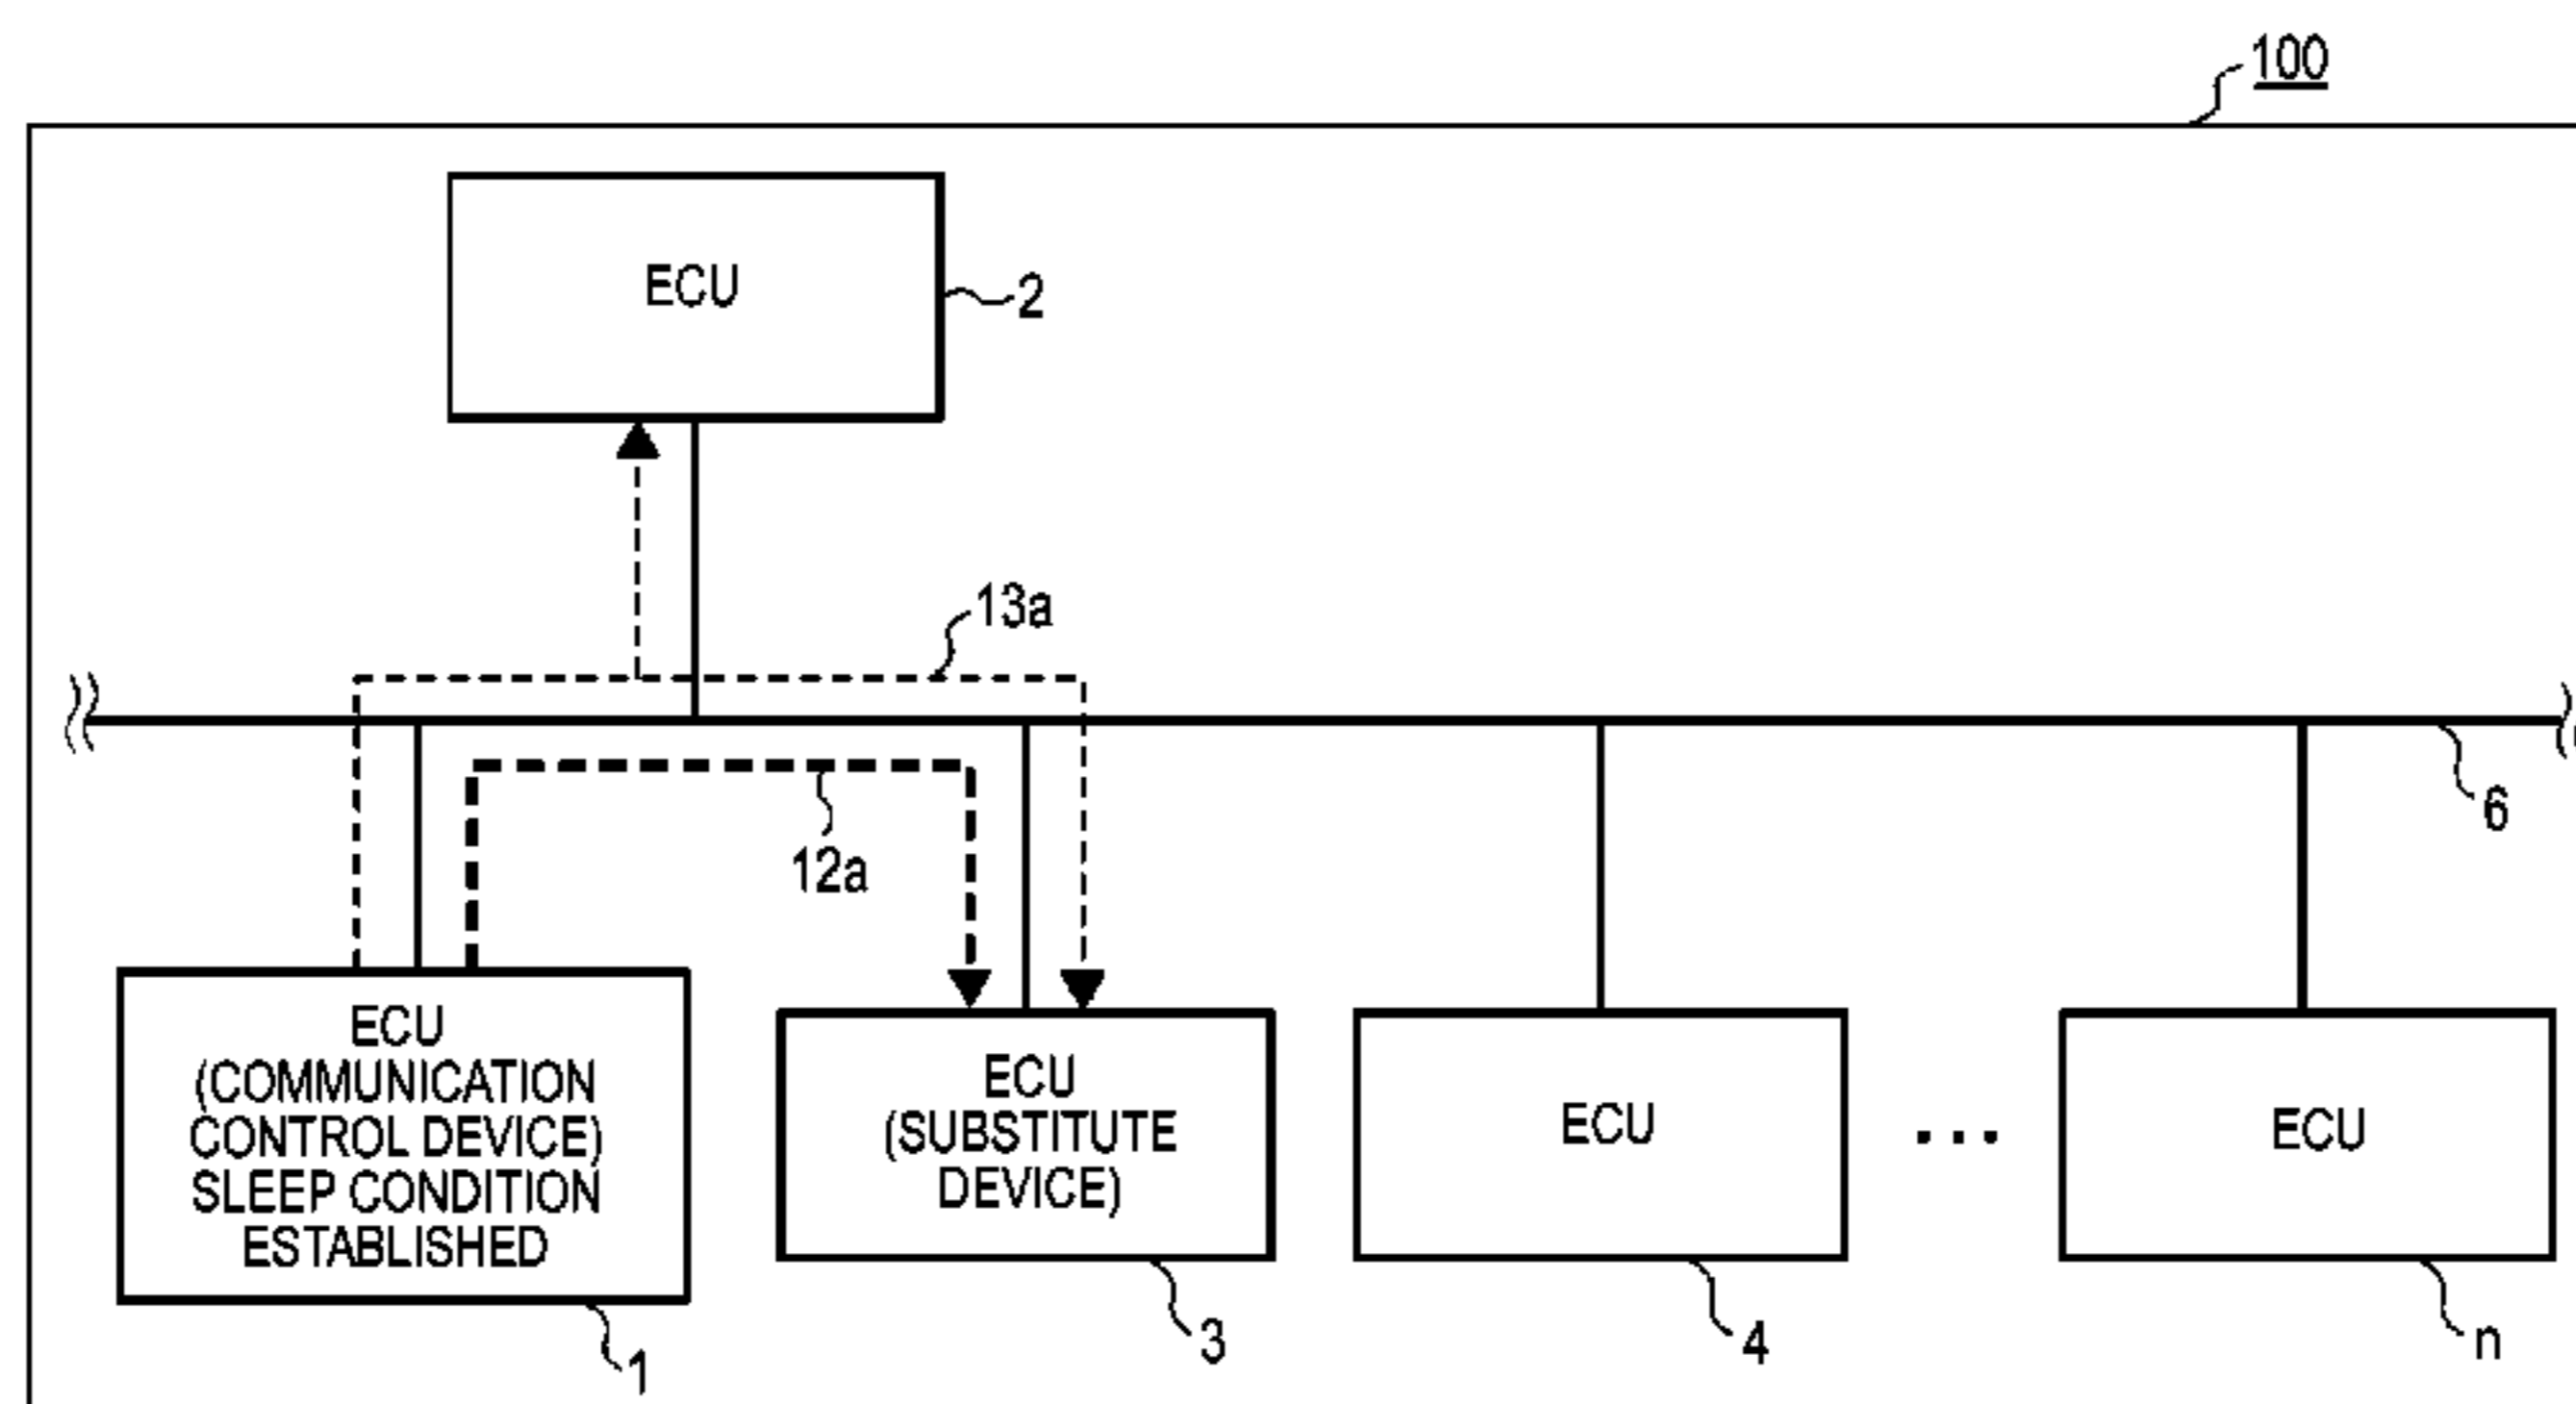 100
ECU
2
13a
6
12a
ECU
(COMMUNICATION
CONTROL DEVICE)
SLEEP CONDITION
ESTABLISHED
ECU
(SUBSTITUTE
DEVICE)
ECU
...
ECU
1
3
4
n